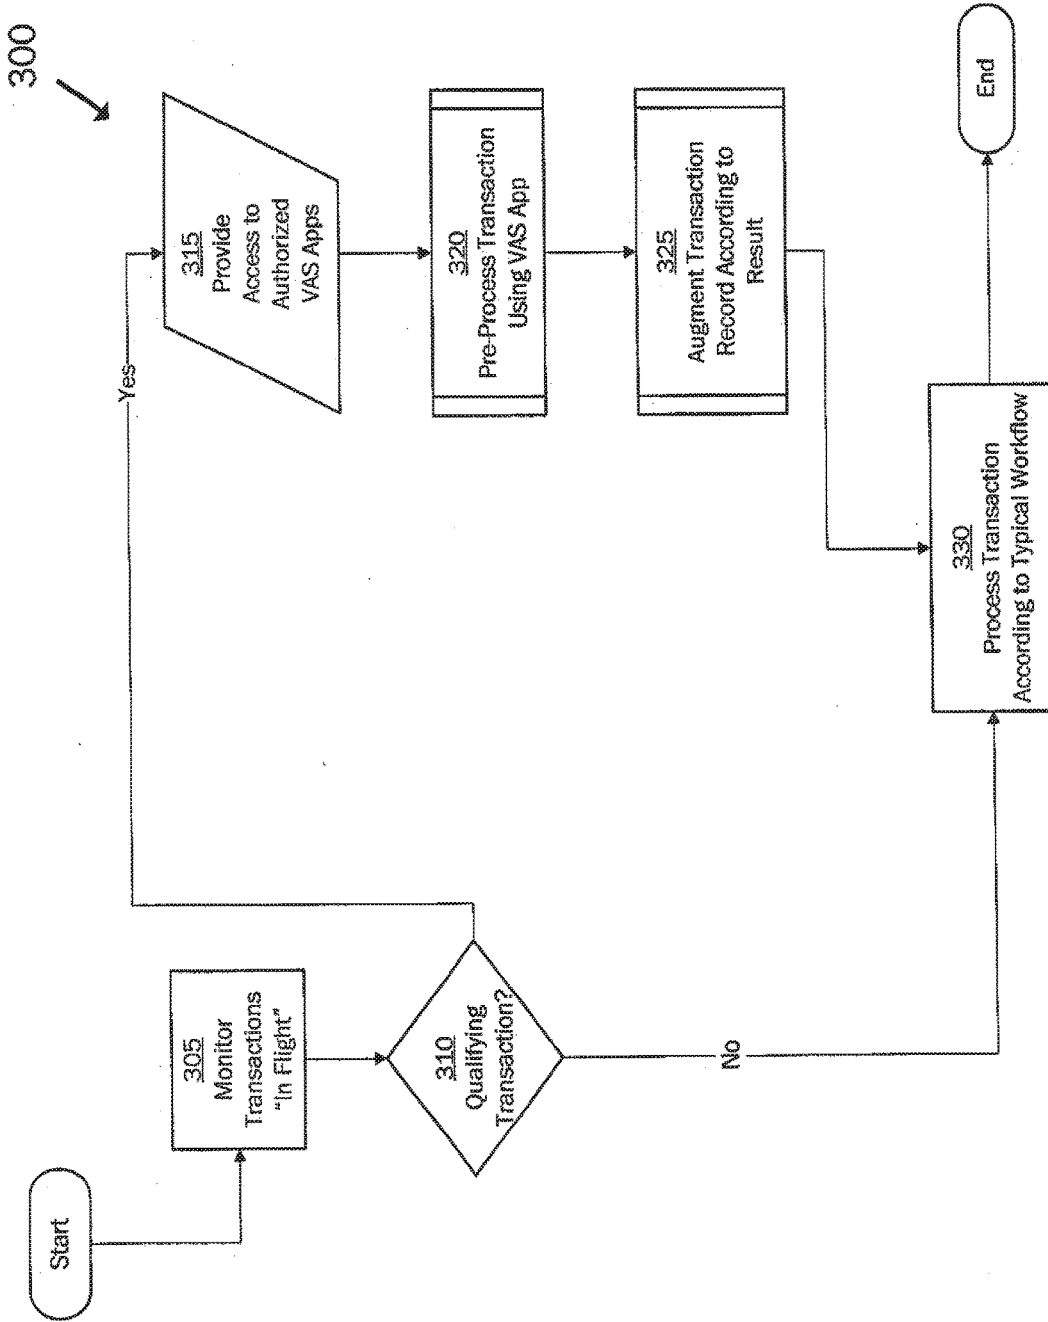 300
Start
305
Monitor
Transactions
"In Flight"
310
Qualifying
Transaction?
Yes
No
315
Provide
Access to
Authorized
VAS Apps
320
Pre-Process Transaction
Using VAS App
325
Augment Transaction
Record According to
Result
330
Process Transaction
According to Typical Workflow
End